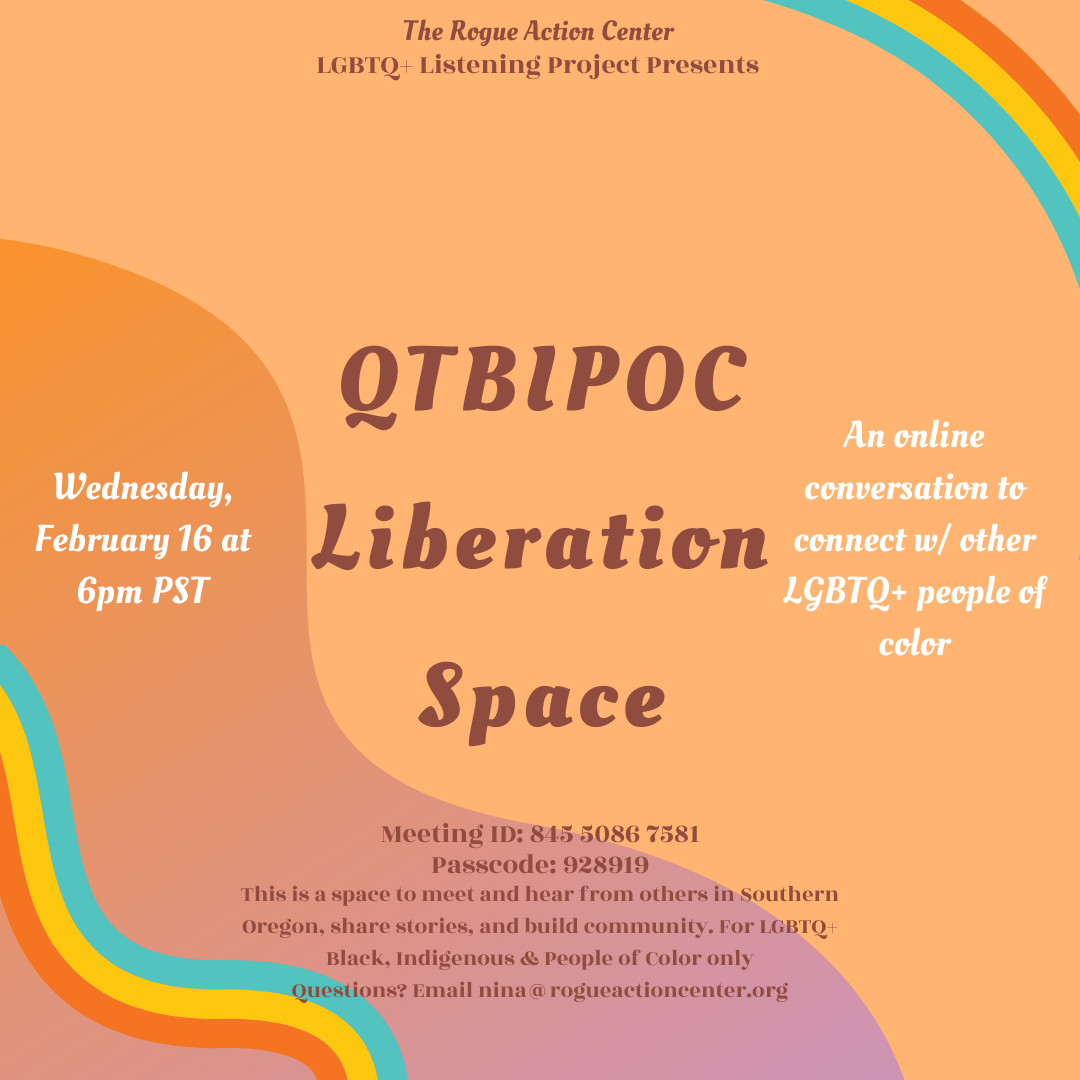 The Rogue Action Center
LGBTQ+ Listening Project Presents
QTBIPOC
Liberation
Space
Wednesday,
February 16 at
6pm PST
An online
conversation to
connect w/ other
LGBTQ+ people of
color
Meeting ID: 845 5086 7581
Passcode: 928919
This is a space to meet and hear from others in Southern
Oregon, share stories, and build community. For LGBTQ+
Black, Indigenous & People of Color only
Questions? Email nina@rogueactioncenter.org